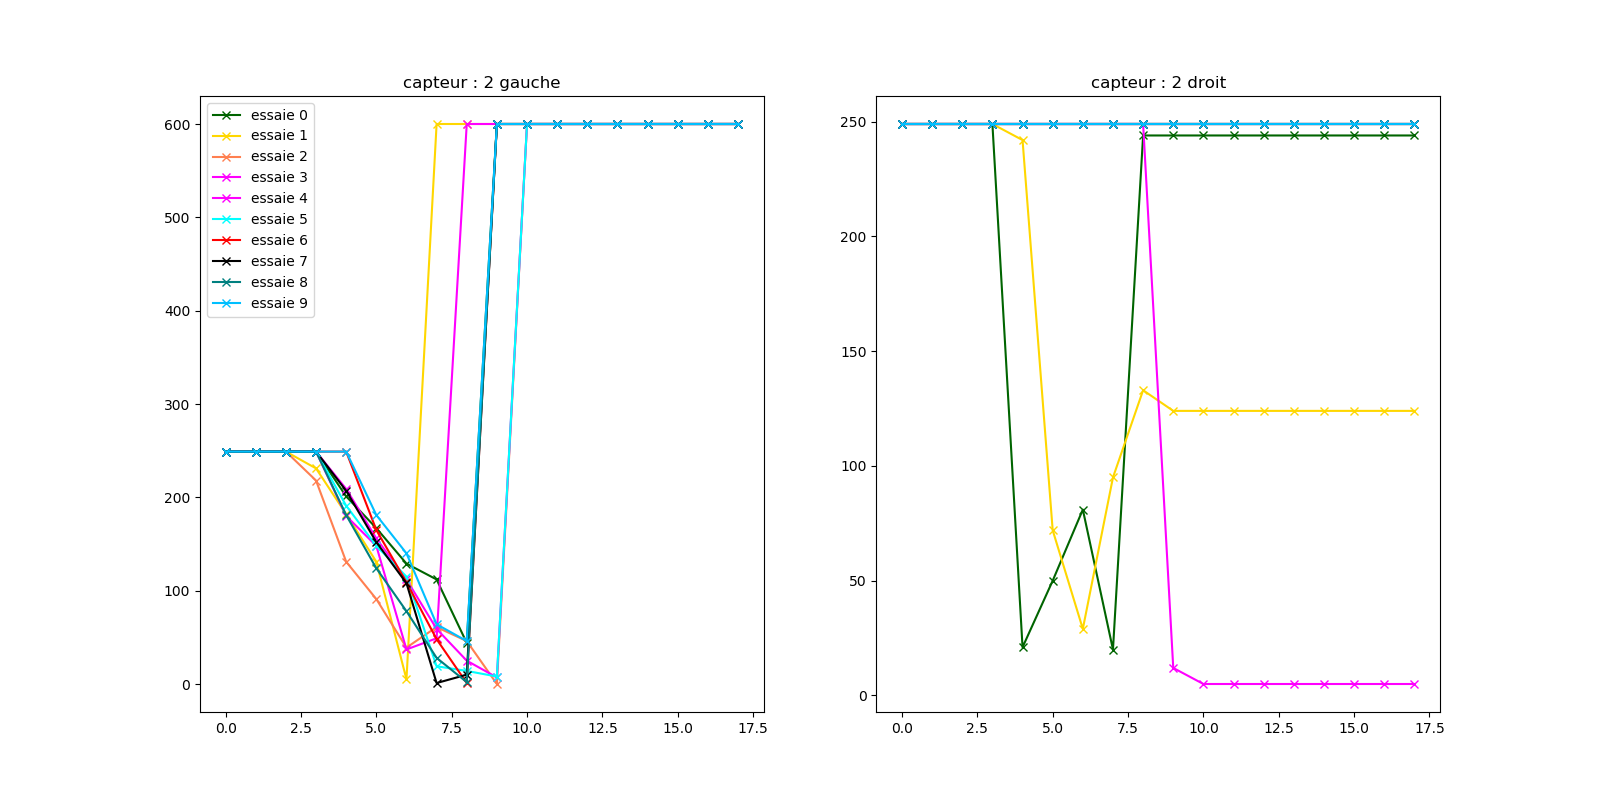 capteur : 2 gauche
600
500
400
300
200
100
0
0.0 2.5 5.0 7.5 10.0 12.5 15.0 17.5
essaie 0
essaie 1
essaie 2
essaie 3
essaie 4
essaie 5
essaie 6
essaie 7
essaie 8
essaie 9
capteur : 2 droit
250
200
150
100
50
0
0.0 2.5 5.0 7.5 10.0 12.5 15.0 17.5